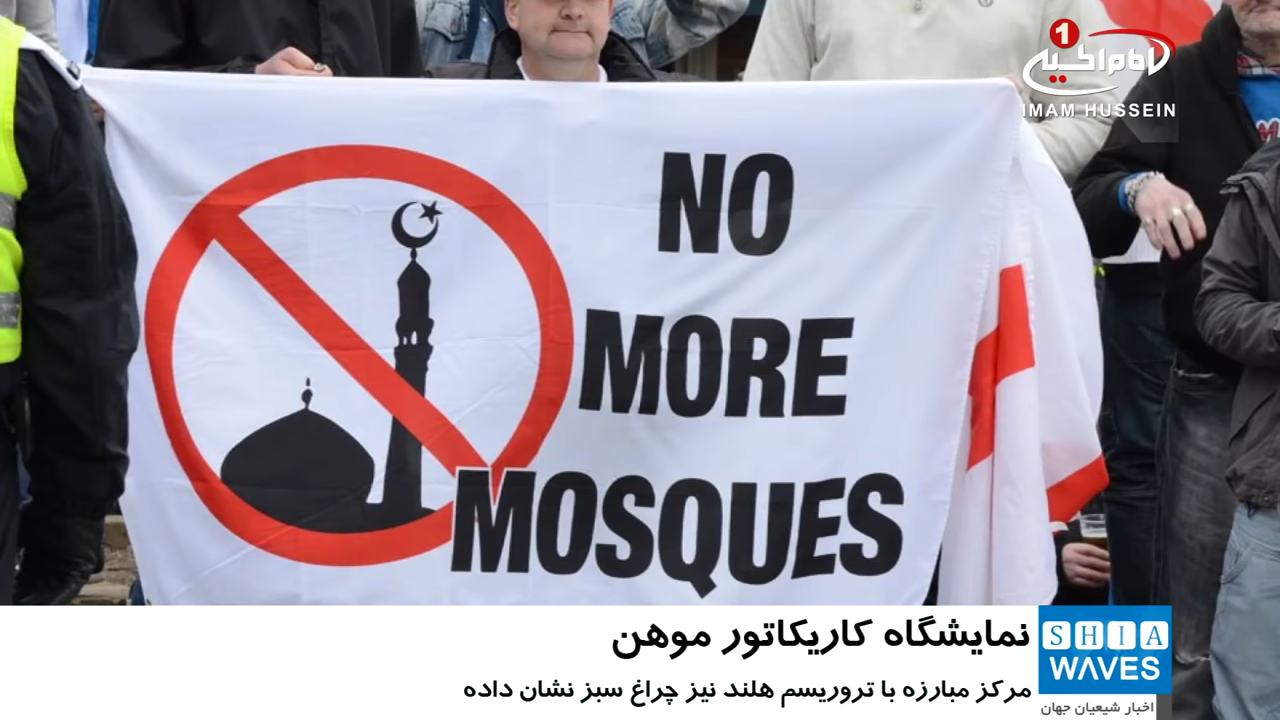 1
IMAM HUSSEIN
NO
MORE
MOSQUES
نمایشگاه کاریکاتور موهن
مرکز مبارزه با تروریسم هلند نیز چراغ سبز نشان داده
SHIA
WAVES
اخبار شیعیان جهان